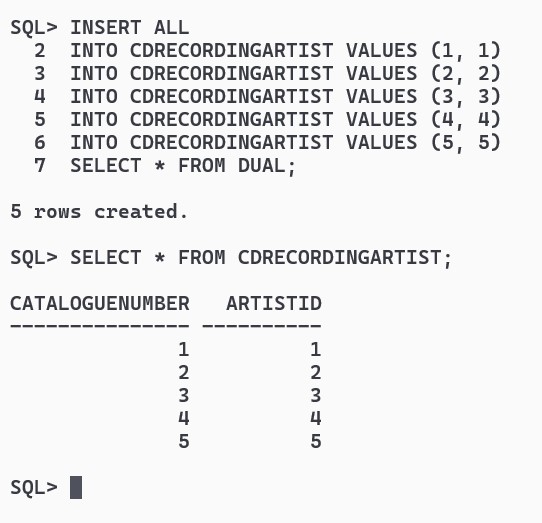 SQL> INSERT ALL
  2  INTO CDRECORDINGARTIST VALUES (1, 1)
  3  INTO CDRECORDINGARTIST VALUES (2, 2)
  4  INTO CDRECORDINGARTIST VALUES (3, 3)
  5  INTO CDRECORDINGARTIST VALUES (4, 4)
  6  INTO CDRECORDINGARTIST VALUES (5, 5)
  7  SELECT * FROM DUAL;

5 rows created.

SQL> SELECT * FROM CDRECORDINGARTIST;

CATALOGUENUMBER   ARTISTID
--------------- ----------
              1          1
              2          2
              3          3
              4          4
              5          5

SQL>